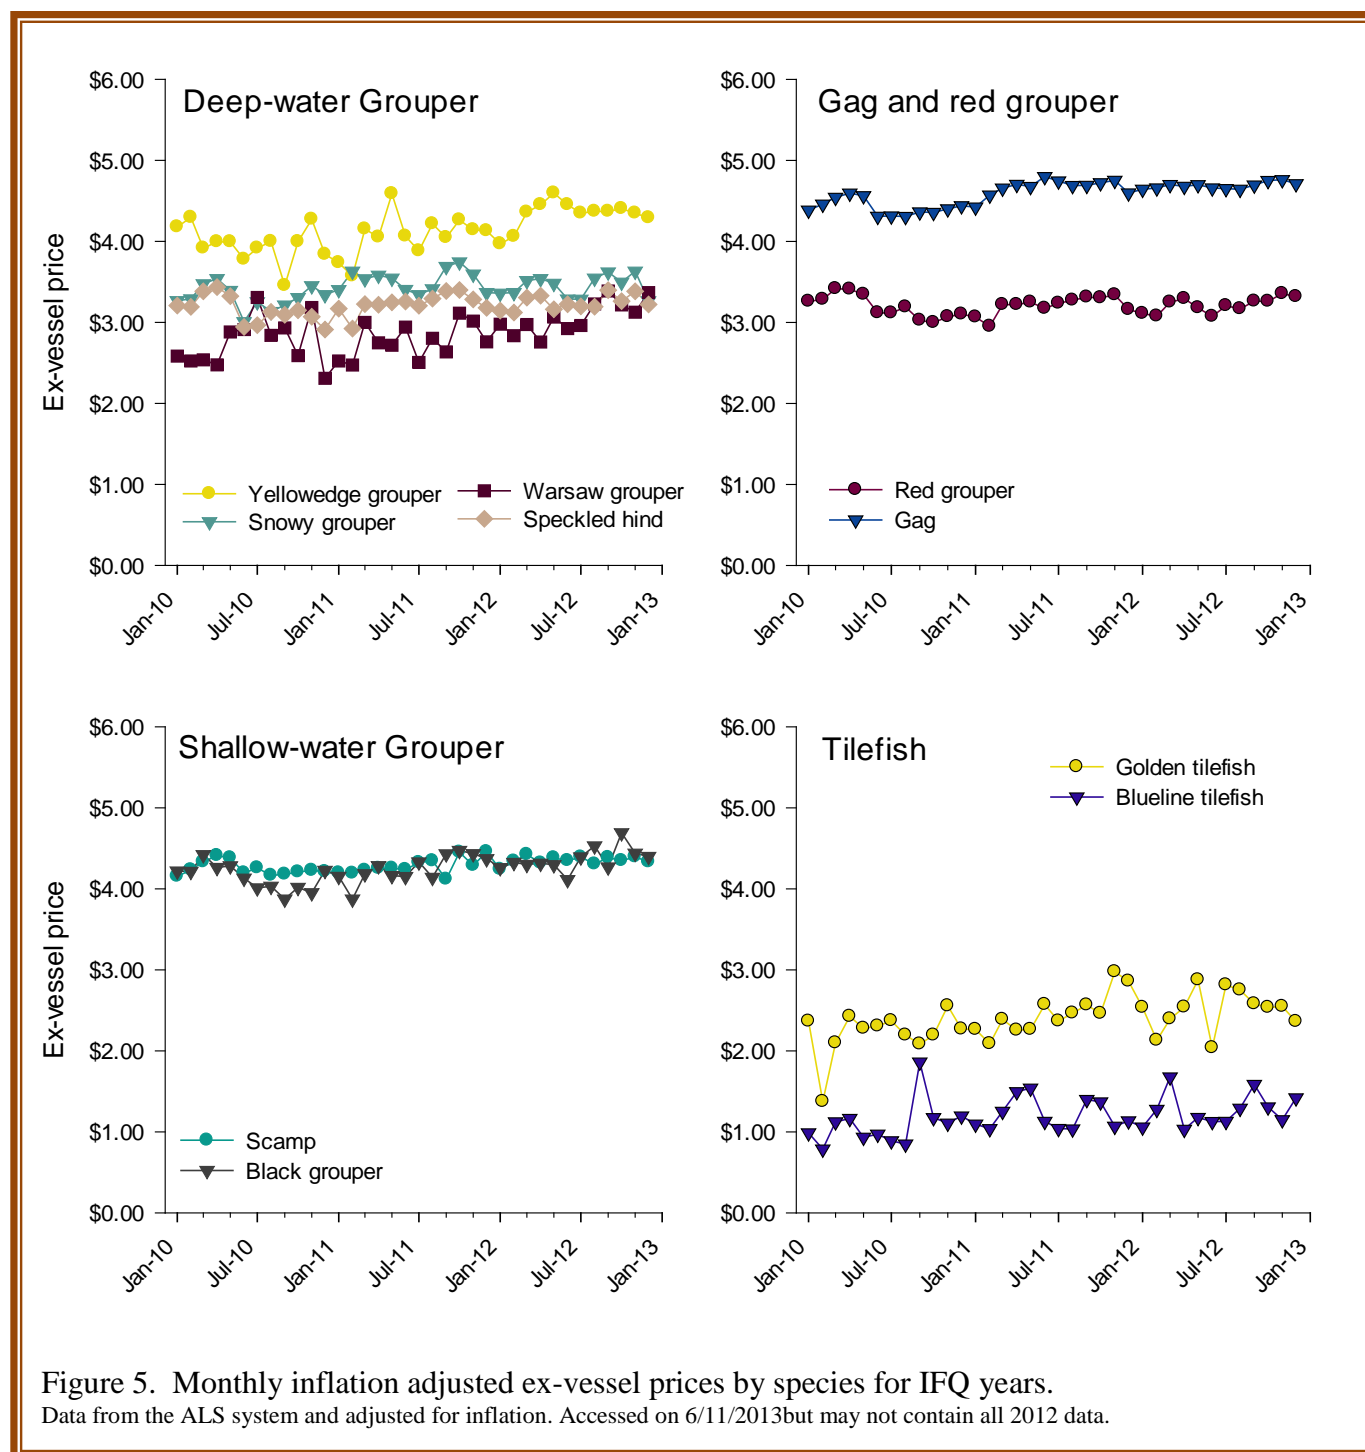 Deep-water Grouper
$6.00
$5.00
$4.00
$3.00
$2.00
$1.00
$0.00
Ex-vessel price
Yellowedge grouper
Snowy grouper
Warsaw grouper
Speckled hind
Jan-10
Jul-10
Jan-11
Jul-11
Jan-12
Jul-12
Jan-13
Gag and red grouper
$6.00
$5.00
$4.00
$3.00
$2.00
$1.00
$0.00
Red grouper
Gag
Jan-10
Jul-10
Jan-11
Jul-11
Jan-12
Jul-12
Jan-13
Shallow-water Grouper
$6.00
$5.00
$4.00
$3.00
$2.00
$1.00
$0.00
Ex-vessel price
Scamp
Black grouper
Jan-10
Jul-10
Jan-11
Jul-11
Jan-12
Jul-12
Jan-13
Tilefish
Golden tilefish
Blueline tilefish
$6.00
$5.00
$4.00
$3.00
$2.00
$1.00
$0.00
Jan-10
Jul-10
Jan-11
Jul-11
Jan-12
Jul-12
Jan-13
Figure 5.  Monthly inflation adjusted ex-vessel prices by species for IFQ years.
Data from the ALS system and adjusted for inflation. Accessed on 6/11/2013but may not contain all 2012 data.